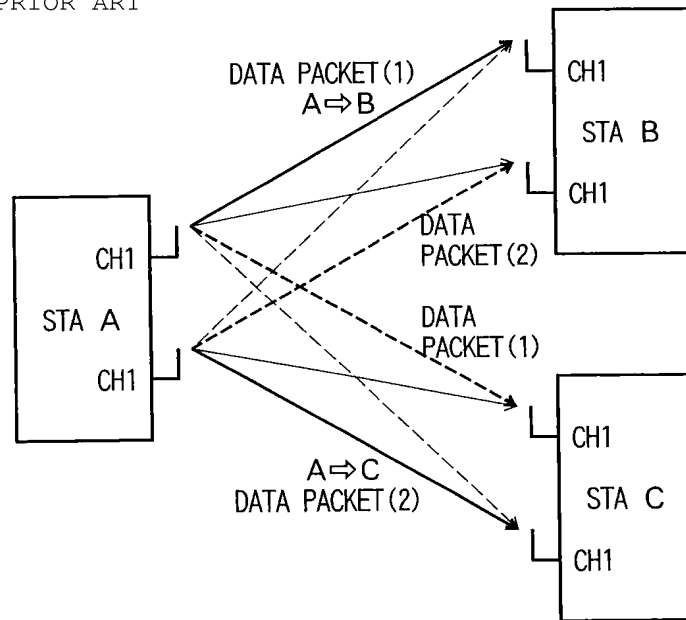 PRIOR ART
DATA PACKET(1)
A⇨B
CH1
STA B
CH1
DATA
PACKET(2)
CH1
STA A
CH1
DATA
PACKET(1)
A⇨C
DATA PACKET(2)
CH1
STA C
CH1